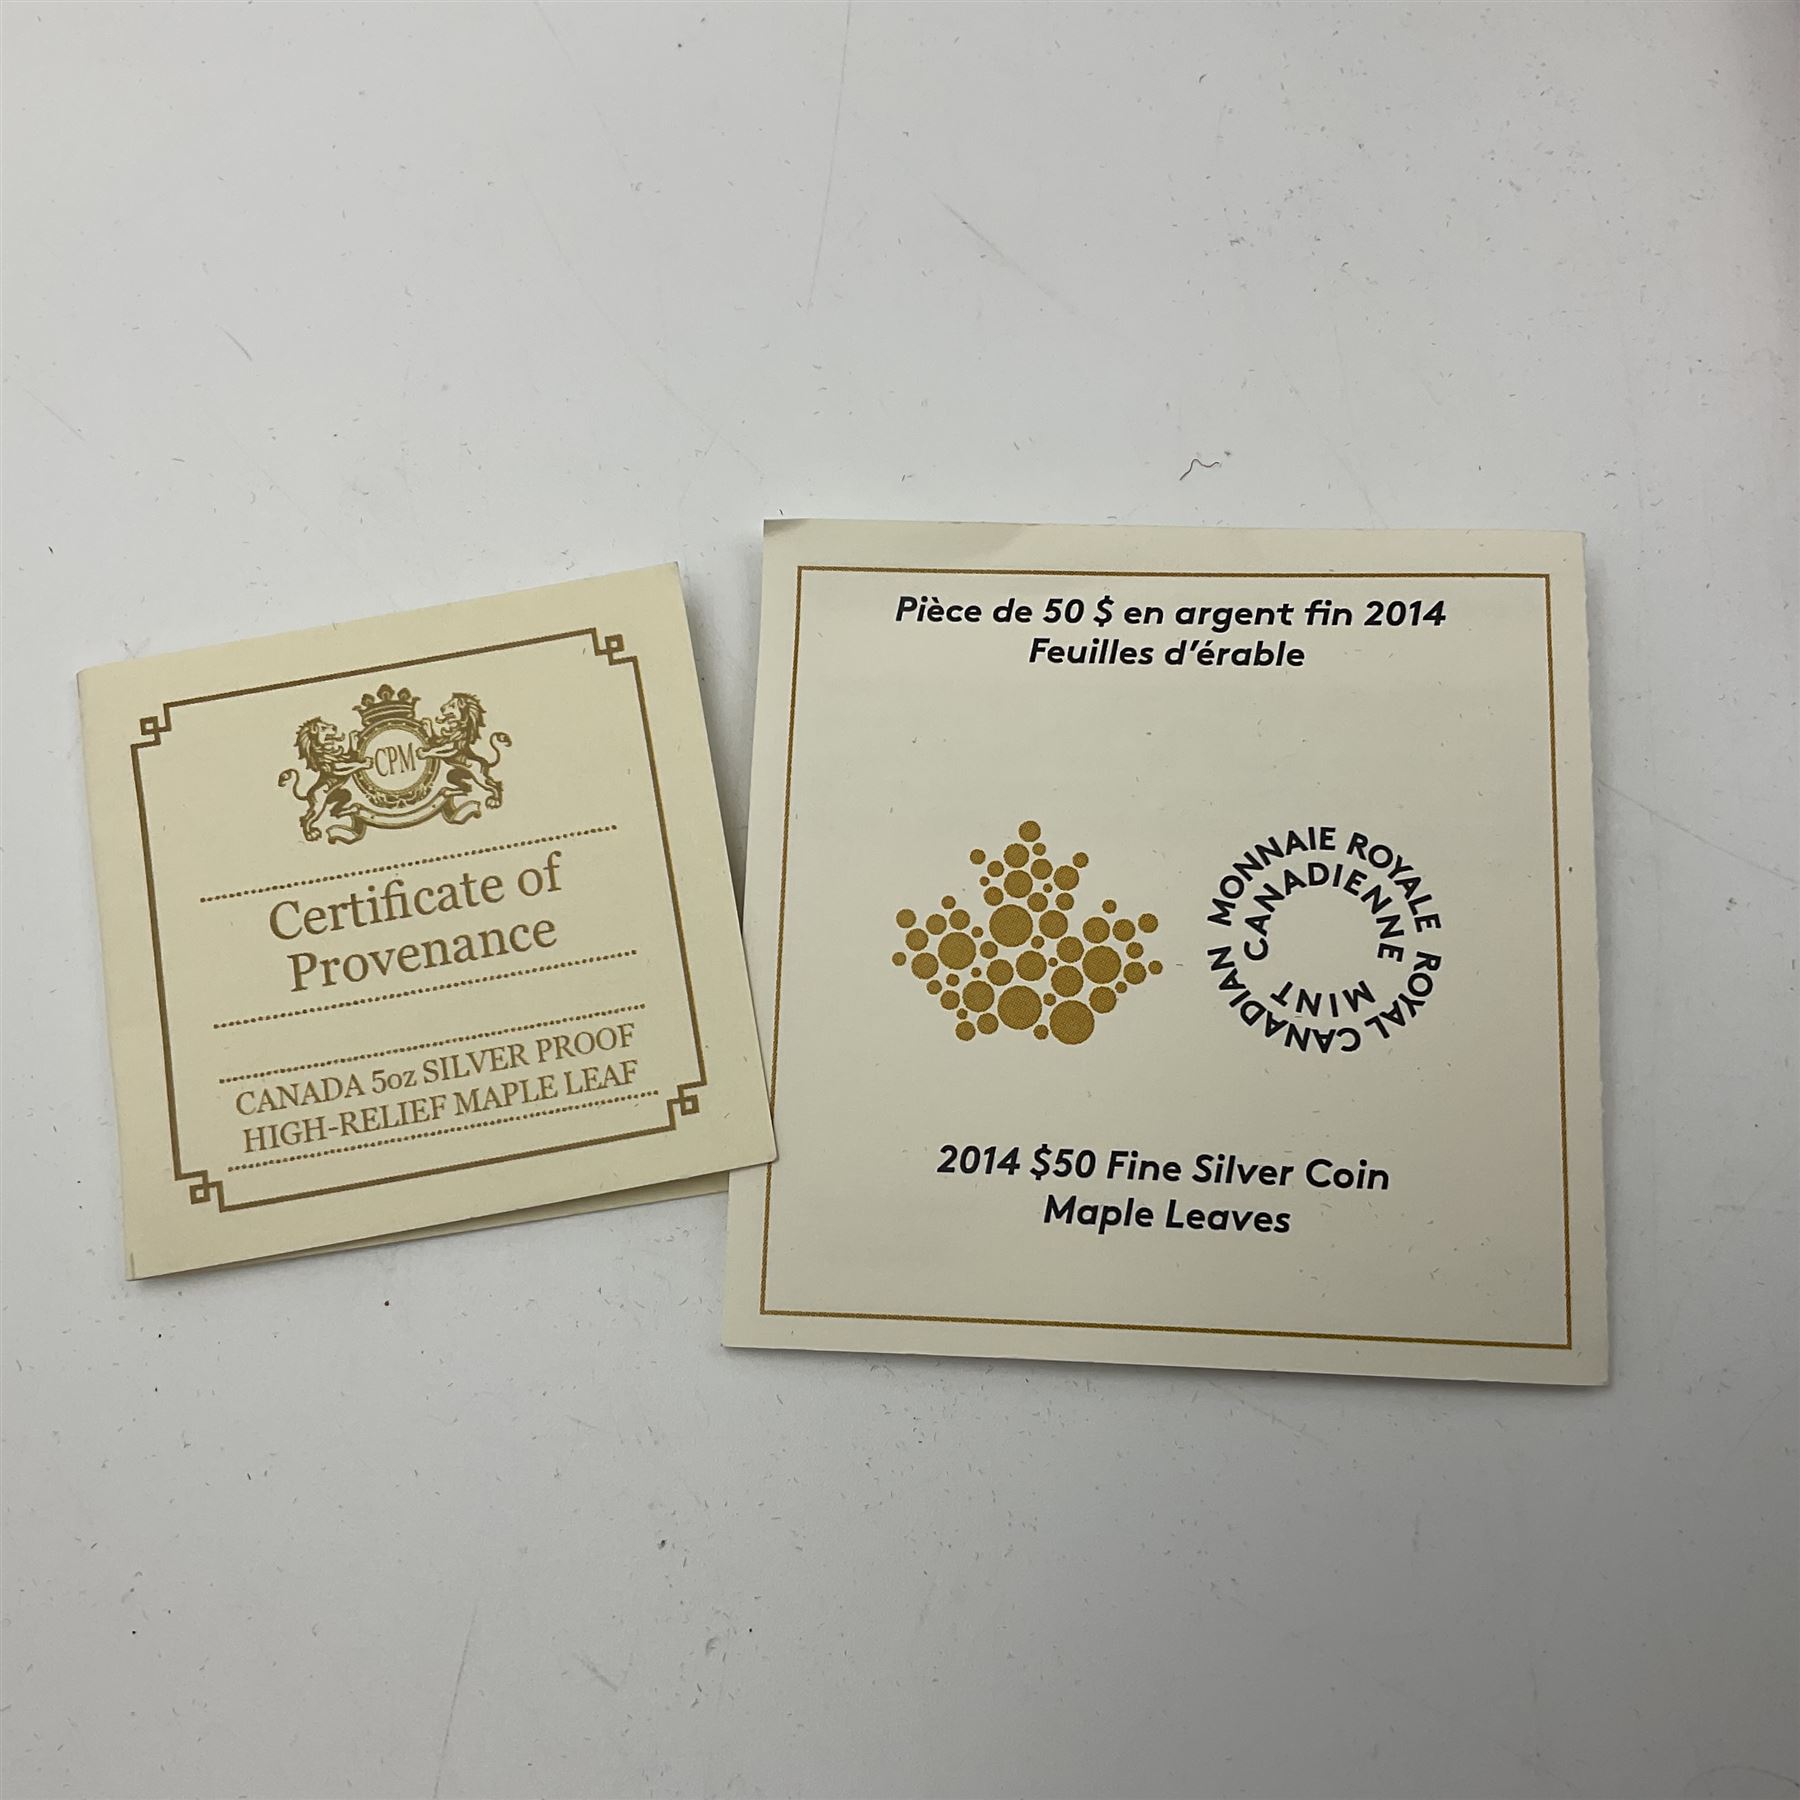 CPM
Certificate of
Provenance
CANADA 5oz SILVER PROOF
HIGH-RELIEF MAPLE LEAF
Pièce de 50 $ en argent fin 2014
Feuilles d'érable
MONNAIE ROYALE
CANADIENNE
ROYAL CANADIAN
MINT
2014 $50 Fine Silver Coin
Maple Leaves